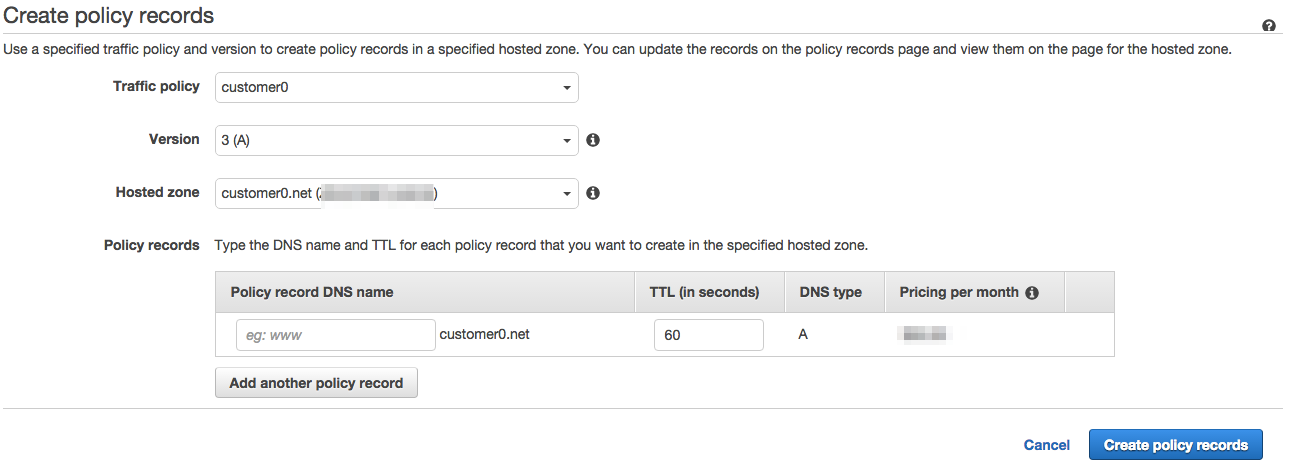 Create policy records
Use a specified traffic policy and version to create policy records in a specified hosted zone. You can update the records on the policy records page and view them on the page for the hosted zone.
Traffic policy customer0
Version 3 (A)
Hosted zone customer0.net ( )
Policy records Type the DNS name and TTL for each policy record that you want to create in the specified hosted zone.
Policy record DNS name TTL (in seconds) DNS type Pricing per month
eg: www customer0.net 60 A
Add another policy record
Cancel Create policy records